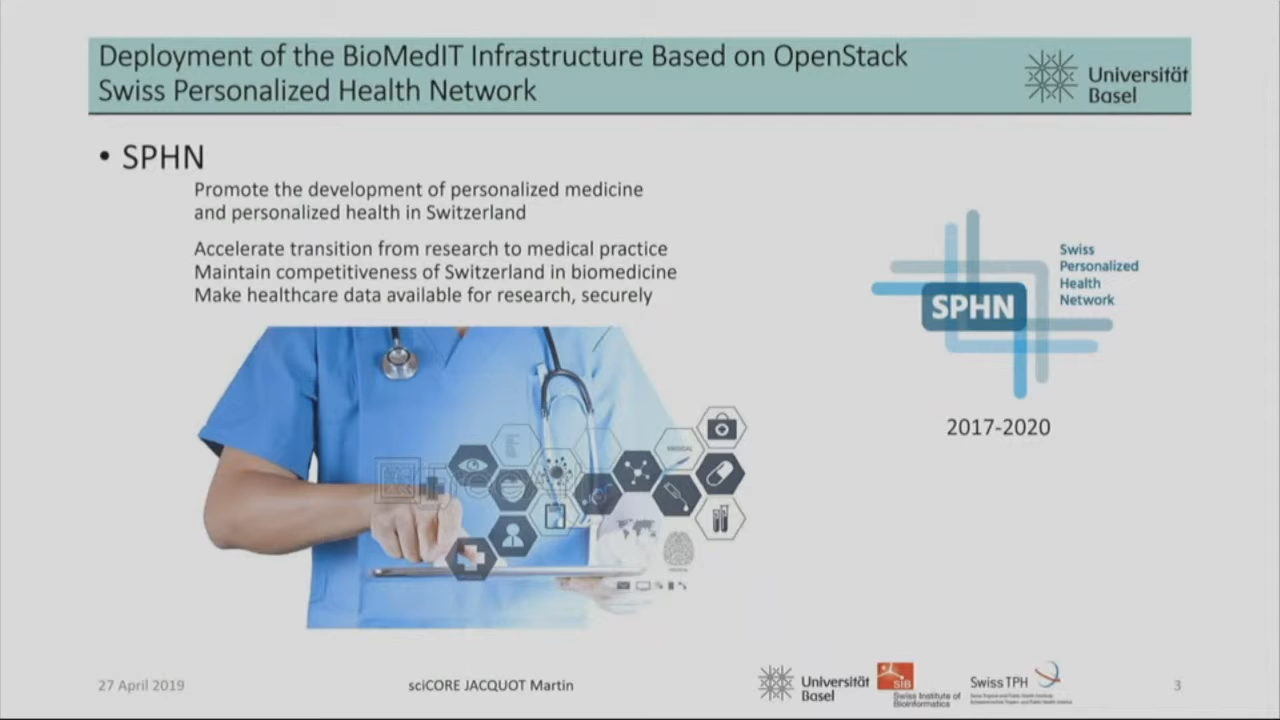 Deployment of the BioMedIT Infrastructure Based on OpenStack
Swiss Personalized Health Network
Universität
Basel
• SPHN
Promote the development of personalized medicine
and personalized health in Switzerland
Accelerate transition from research to medical practice
Maintain competitiveness of Switzerland in biomedicine
Make healthcare data available for research, securely
Swiss
Personalized
Health
Network
SPHN
2017-2020
MEDICAL
27 April 2019
sciCORE JACQUOT Martin
Universität
Basel
SIB
Swiss Institute of
Bioinformatics
Swiss TPH
3